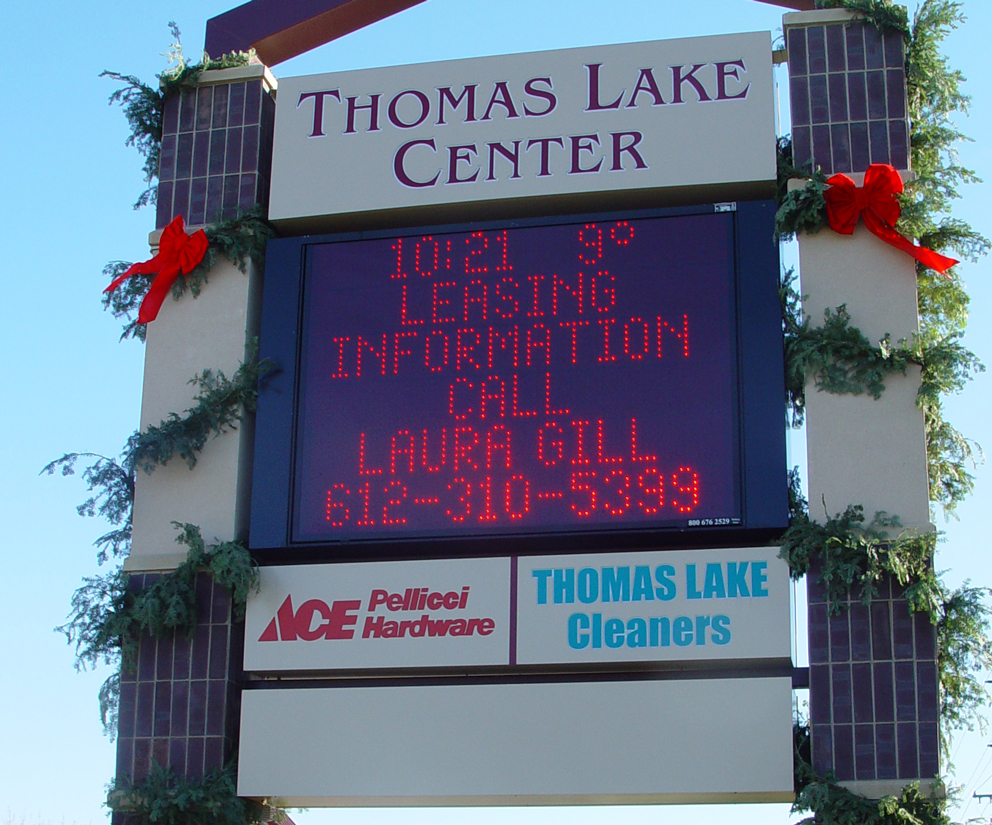 THOMAS LAKE
CENTER
10:21 9°
LEASING
INFORMATION
CALL
LAURA GILL
612-310-5399
800 676 2529
ACE Pellicci
Hardware
THOMAS LAKE
Cleaners